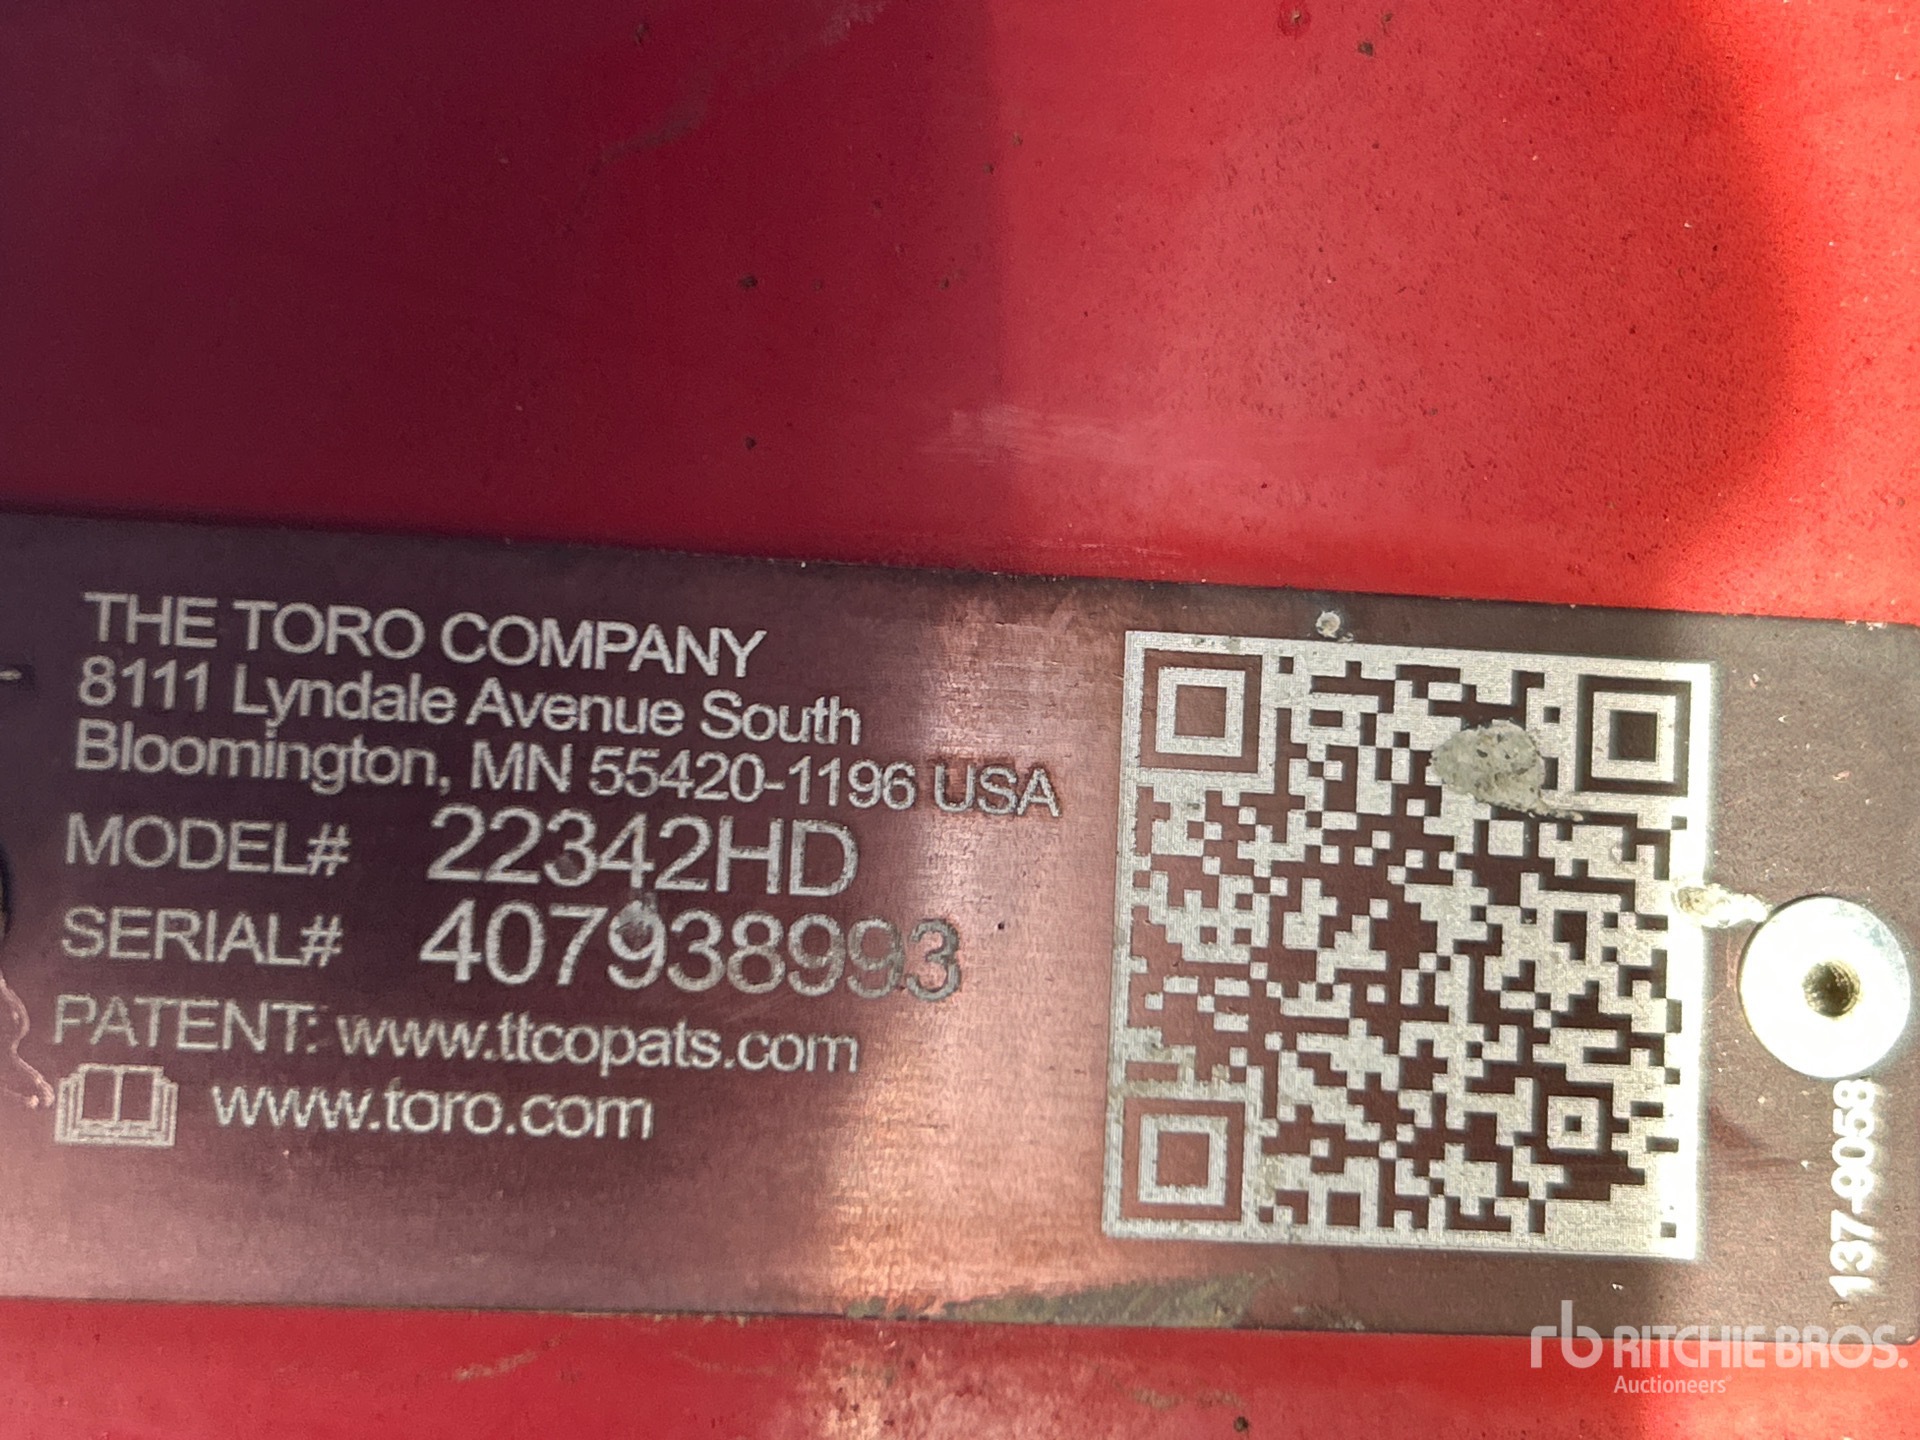 THE TORO COMPANY
8111 Lyndale Avenue South
Bloomington, MN 55420-1196 USA
MODEL# 22342HD
SERIAL# 407938993
PATENT: www.ttcopats.com
www.toro.com
137-9058
rb RITCHIE BROS.
Auctioneers